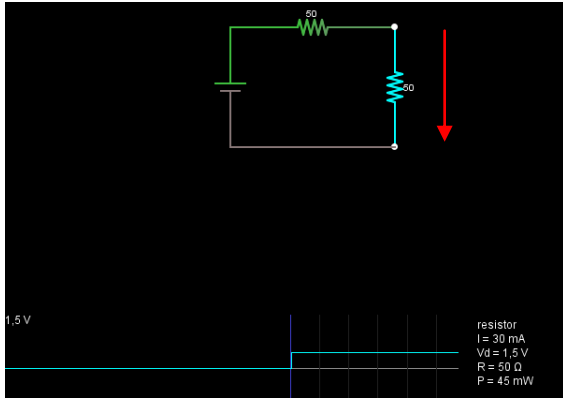 50
50
1,5 V
resistor
I = 30 mA
Vd = 1,5 V
R = 50 Ω
P = 45 mW